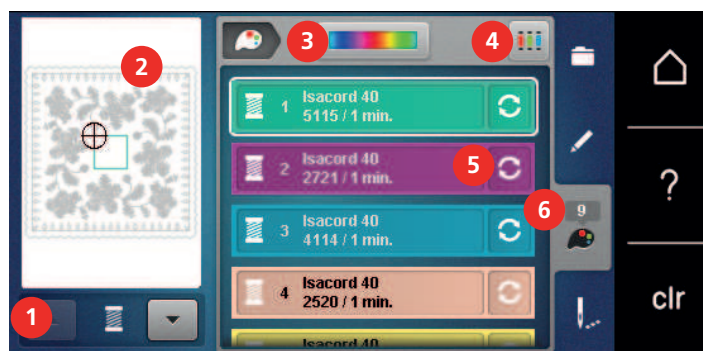 2
3
4
1 Isacord 40
5115 / 1 min.
2 Isacord 40
2721 / 1 min.
5
6
9
3 Isacord 40
4114 / 1 min.
4 Isacord 40
2520 / 1 min.
Isacord 40
1
?
clr